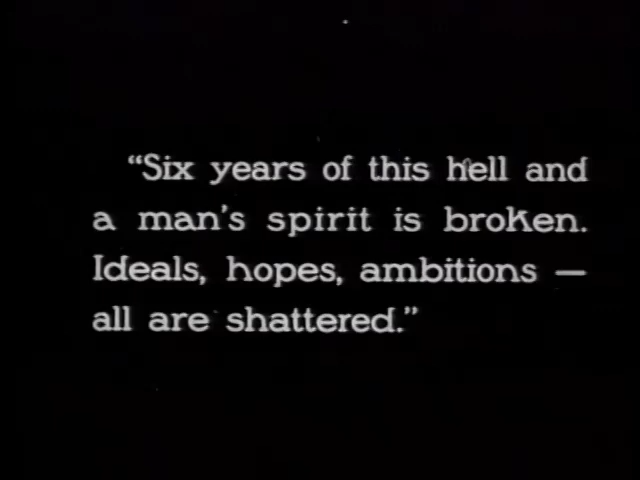 “Six years of this hell and
a man's spirit is broken.
Ideals, hopes, ambitions —
all are shattered.”